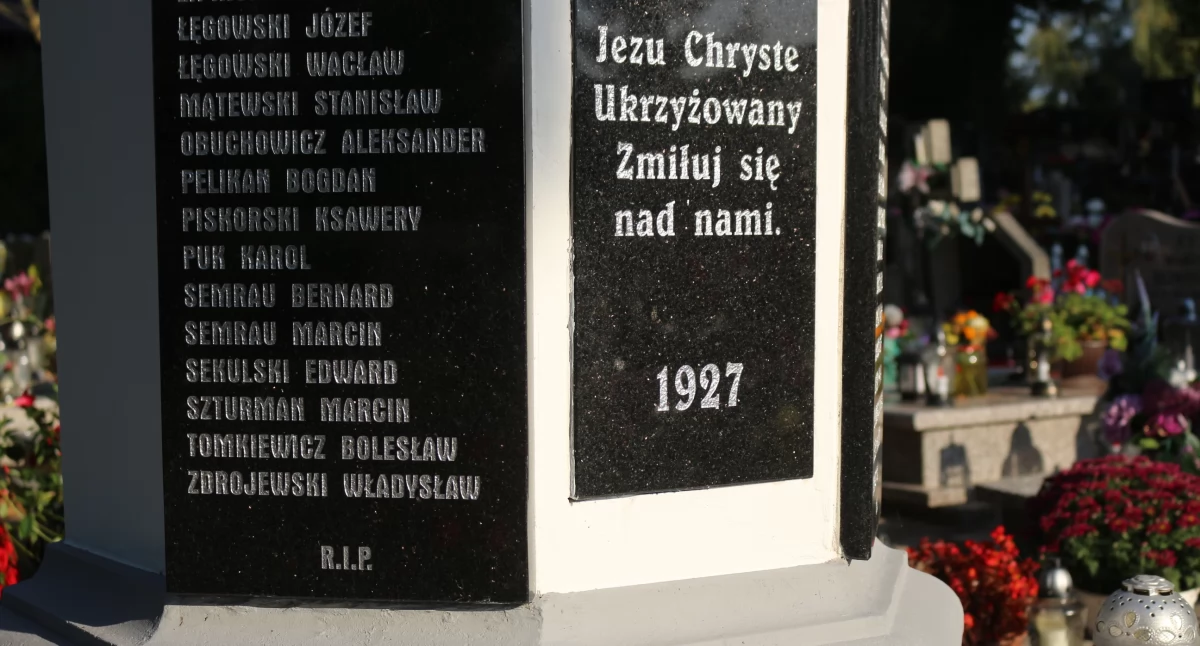 ŁĘGOWSKI JÓZEF
ŁĘGOWSKI WACŁAW
MĄTEWSKI STANISŁAW
OBUCHOWICZ ALEKSANDER
PELIKAN BOGDAN
PISKORSKI KSAWERY
PUK KAROL
SEMRAU BERNARD
SEMRAU MARCIN
SEKULSKI EDWARD
SZTURMAN MARCIN
TOMKIEWICZ BOLESŁAW
ZDROJEWSKI WŁADYSŁAW
R.I.P.
Jezu Chryste
Ukrzyżowany
Zmiłuj się
nad nami.
1927